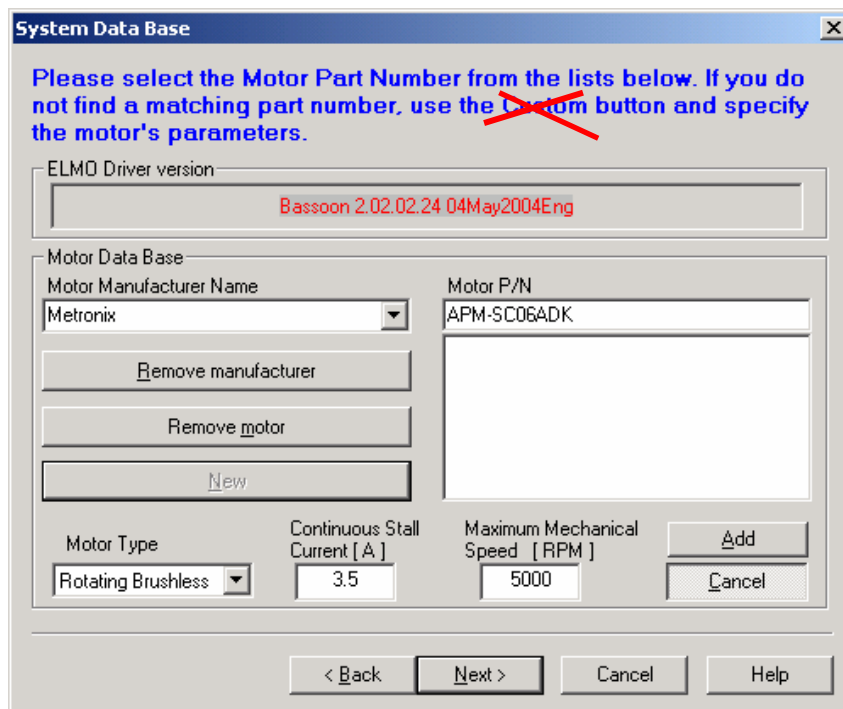 System Data Base
Please select the Motor Part Number from the lists below. If you do
not find a matching part number, use the Custom button and specify
the motor's parameters.
ELMO Driver version
Bassoon 2.02.02.24 04May2004Eng
Motor Data Base
Motor Manufacturer Name
Motor P/N
Metronix
APM-SC06ADK
Remove manufacturer
Remove motor
New
Motor Type
Continuous Stall
Current [ A ]
Maximum Mechanical
Speed [ RPM ]
Add
Rotating Brushless
3.5
5000
Cancel
< Back
Next >
Cancel
Help